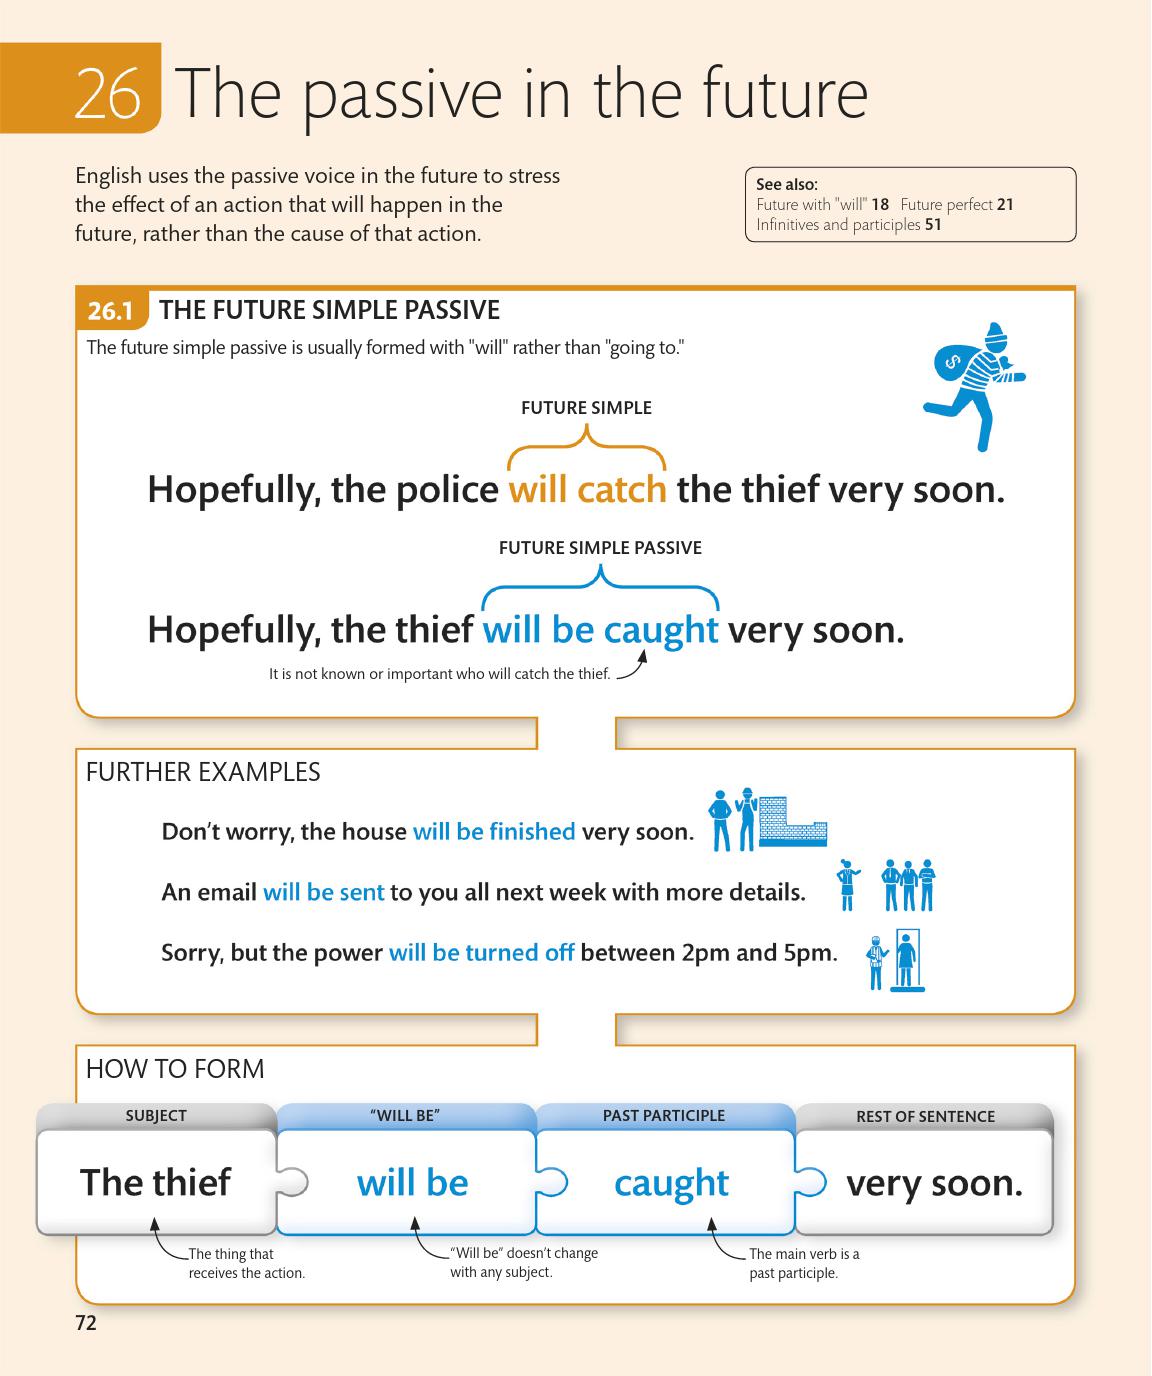 26 The passive in the future
English uses the passive voice in the future to stress
the effect of an action that will happen in the
future, rather than the cause of that action.
See also:
Future with "will" 18 Future perfect 21
Infinitives and participles 51
26.1 THE FUTURE SIMPLE PASSIVE
The future simple passive is usually formed with "will" rather than "going to."
$
FUTURE SIMPLE
Hopefully, the police will catch the thief very soon.
FUTURE SIMPLE PASSIVE
Hopefully, the thief will be caught very soon.
It is not known or important who will catch the thief.
FURTHER EXAMPLES
Don’t worry, the house will be finished very soon.
An email will be sent to you all next week with more details.
Sorry, but the power will be turned off between 2pm and 5pm.
HOW TO FORM
SUBJECT “WILL BE” PAST PARTICIPLE REST OF SENTENCE
The thief will be caught very soon.
The thing that
receives the action.
“Will be” doesn’t change
with any subject.
The main verb is a
past participle.
72